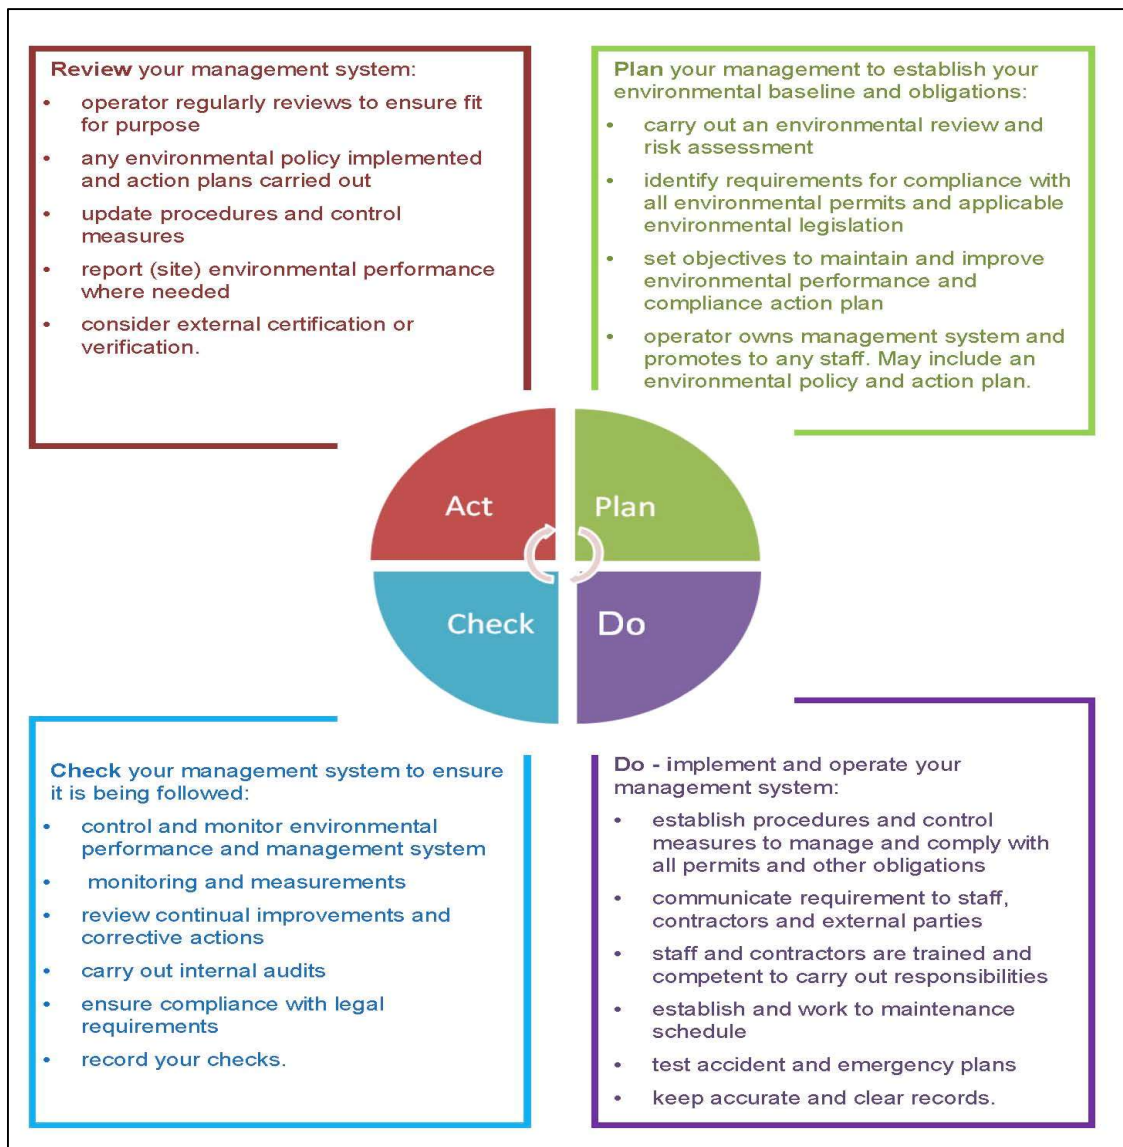 Review your management system:
• operator regularly reviews to ensure fit
for purpose
• any environmental policy implemented
and action plans carried out
• update procedures and control
measures
• report (site) environmental performance
where needed
• consider external certification or
verification.
Plan your management to establish your
environmental baseline and obligations:
• carry out an environmental review and
risk assessment
• identify requirements for compliance with
all environmental permits and applicable
environmental legislation
• set objectives to maintain and improve
environmental performance and
compliance action plan
• operator owns management system and
promotes to any staff. May include an
environmental policy and action plan.
Act
Plan
Check
Do
Check your management system to ensure
it is being followed:
• control and monitor environmental
performance and management system
• monitoring and measurements
• review continual improvements and
corrective actions
• carry out internal audits
• ensure compliance with legal
requirements
• record your checks.
Do - implement and operate your
management system:
• establish procedures and control
measures to manage and comply with
all permits and other obligations
• communicate requirement to staff,
contractors and external parties
• staff and contractors are trained and
competent to carry out responsibilities
• establish and work to maintenance
schedule
• test accident and emergency plans
• keep accurate and clear records.